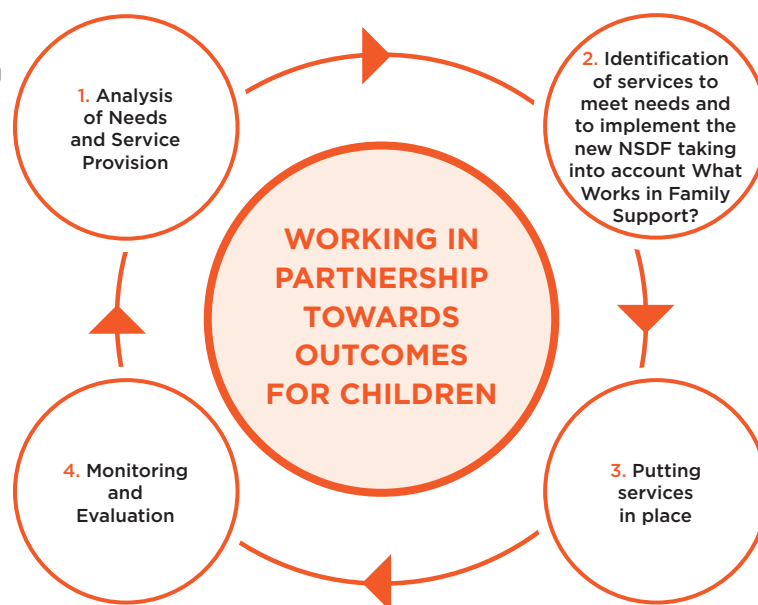 1. Analysis
of Needs
and Service
Provision
2. Identification
of services to
meet needs and
to implement the
new NSDF taking
into account What
Works in Family
Support?
WORKING IN
PARTNERSHIP
TOWARDS
OUTCOMES
FOR CHILDREN
4. Monitoring
and
Evaluation
3. Putting
services
in place